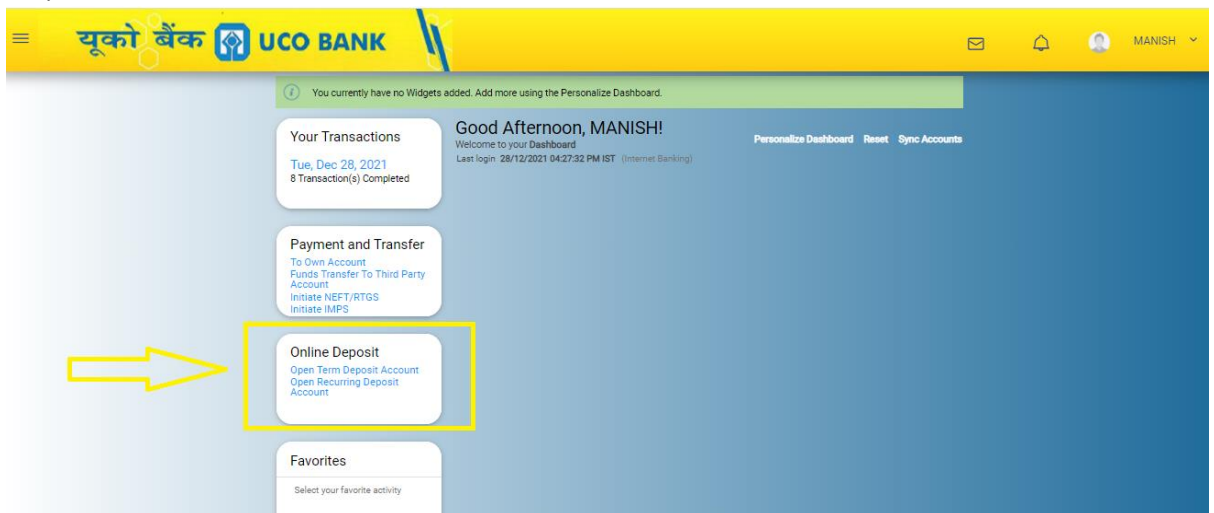 यूको बैंक UCO BANK
MANISH
You currently have no Widgets added. Add more using the Personalize Dashboard.
Your Transactions
Tue, Dec 28, 2021
8 Transaction(s) Completed
Good Afternoon, MANISH!
Welcome to your Dashboard
Last login 28/12/2021 04:27:32 PM IST (Internet Banking)
Personalize Dashboard Reset Sync Accounts
Payment and Transfer
To Own Account
Funds Transfer To Third Party
Account
Initiate NEFT/RTGS
Initiate IMPS
Online Deposit
Open Term Deposit Account
Open Recurring Deposit
Account
Favorites
Select your favorite activity